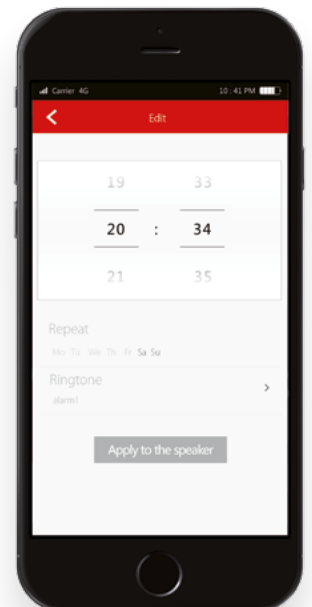 Carrier 4G 10:41 PM
Edit
19 33
20 : 34
21 35
Repeat
Mo Tu We Th Fr Sa Su
Ringtone
alarm1
Apply to the speaker